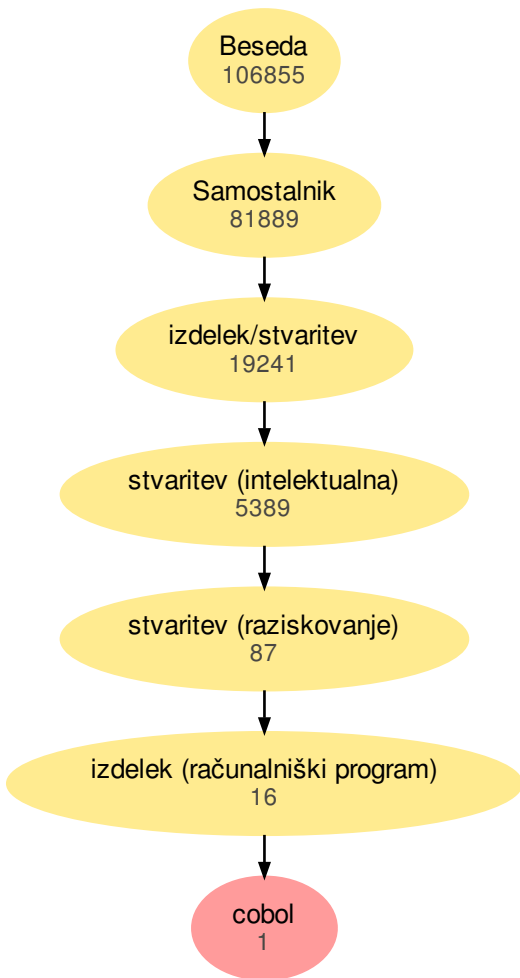 Beseda
106855
Samostalnik
81889
izdelek/stvaritev
19241
stvaritev (intelektualna)
5389
stvaritev (raziskovanje)
87
izdelek (računalniški program)
16
cobol
1